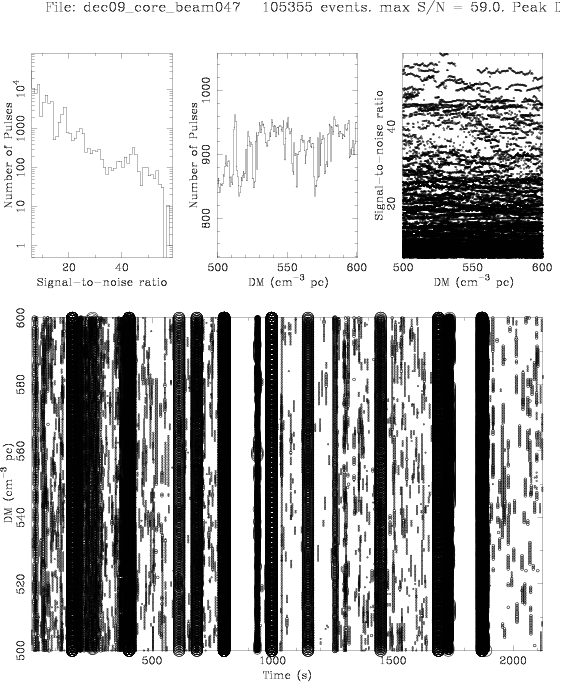 File: dec09_core_beam047 105355 events. max S/N = 59.0. Peak
Number of Pulses
1 10 100 1000 10⁴
20 40
Signal-to-noise ratio
Number of Pulses
800 900 1000
500 550 600
DM (cm⁻³ pc)
Signal-to-noise ratio
20 40
500 550 600
DM (cm⁻³ pc)
DM (cm⁻³ pc)
500 520 540 560 580 600
500 1000 1500 2000
Time (s)